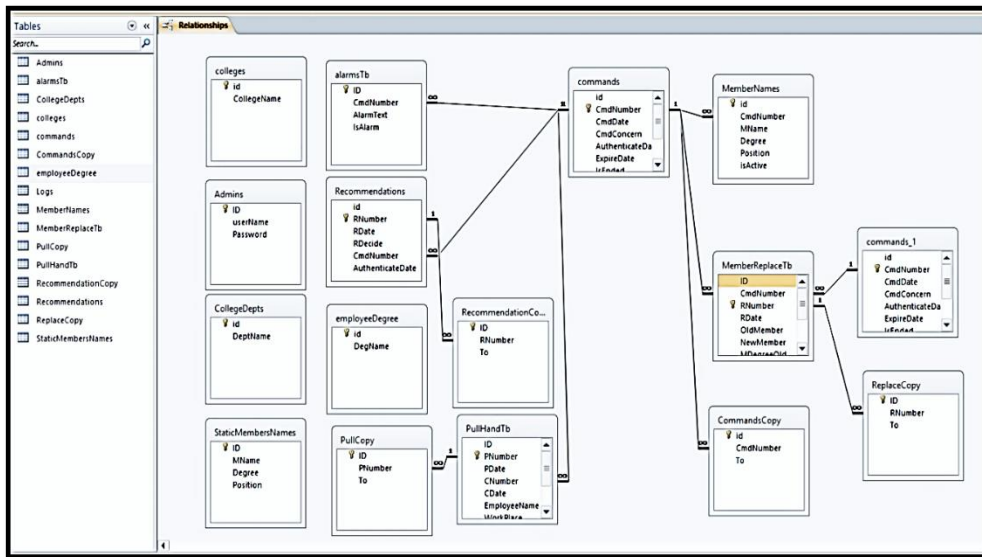 Tables
Search...
Admins
alarmsTb
CollegeDepts
colleges
commands
CommandsCopy
employeeDegree
Logs
MemberNames
MemberReplaceTb
PullCopy
PullHandTb
RecommendationCopy
Recommendations
ReplaceCopy
StaticMembersNames
Relationships
colleges
id
CollegeName
alarmsTb
ID
CmdNumber
AlarmText
IsAlarm
commands
id
CmdNumber
CmdDate
CmdConcern
AuthenticateDa
ExpireDate
IsEnded
MemberNames
id
CmdNumber
MName
Degree
Position
isActive
Admins
ID
userName
Password
Recommendations
id
RNumber
RDate
RDecide
CmdNumber
AuthenticateDate
MemberReplaceTb
ID
CmdNumber
RNumber
RDate
OldMember
NewMember
MDegreeOld
commands_1
id
CmdNumber
CmdDate
CmdConcern
AuthenticateDa
ExpireDate
IsEnded
CollegeDepts
id
DeptName
employeeDegree
id
DegName
RecommendationCo...
ID
RNumber
To
ReplaceCopy
ID
RNumber
To
StaticMembersNames
ID
MName
Degree
Position
PullCopy
ID
PNumber
To
PullHandTb
ID
PNumber
PDate
CNumber
CDate
EmployeeName
WorkPlace
CommandsCopy
id
CmdNumber
To
1
1
1
1
1
∞
∞
∞
∞
∞
∞
∞
∞
∞
∞